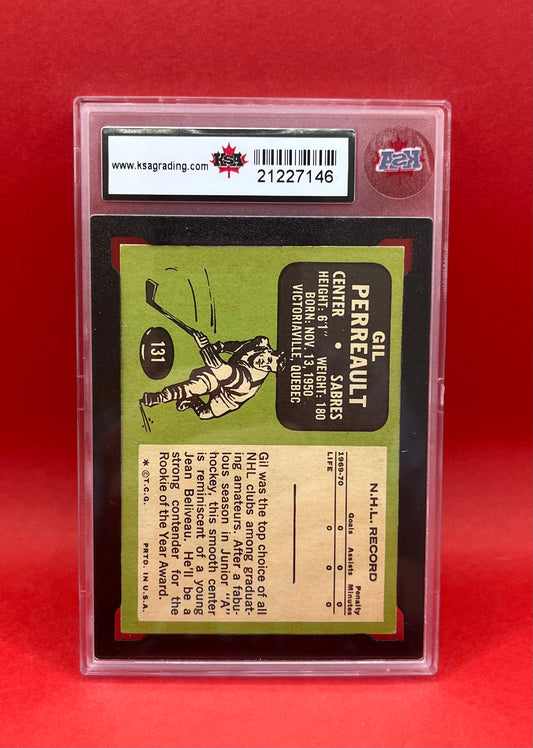 www.ksagrading.com
KSA
21227146
KSA
GIL
PERREAULT
CENTER • SABRES
HEIGHT: 6'1" WEIGHT: 180
BORN: NOV. 13, 1950
VICTORIAVILLE, QUEBEC
131
N.H.L. RECORD
Goals Assists Penalty Minutes
1969-70 0 0 0
LIFE 0 0 0
Gil was the top choice of all
NHL clubs among graduat-
ing amateurs. After a fabu-
lous season in Junior "A"
hockey, this smooth center
is reminiscent of a young
Jean Beliveau. He'll be a
strong contender for the
Rookie of the Year Award.
* © T.C.G. PRTD. IN U.S.A.